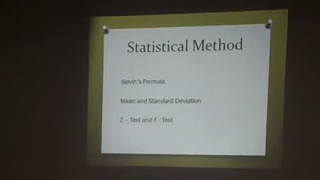 Statistical Method
Slovin's Formula
Mean and Standard Deviation
Z - Test and F - Test